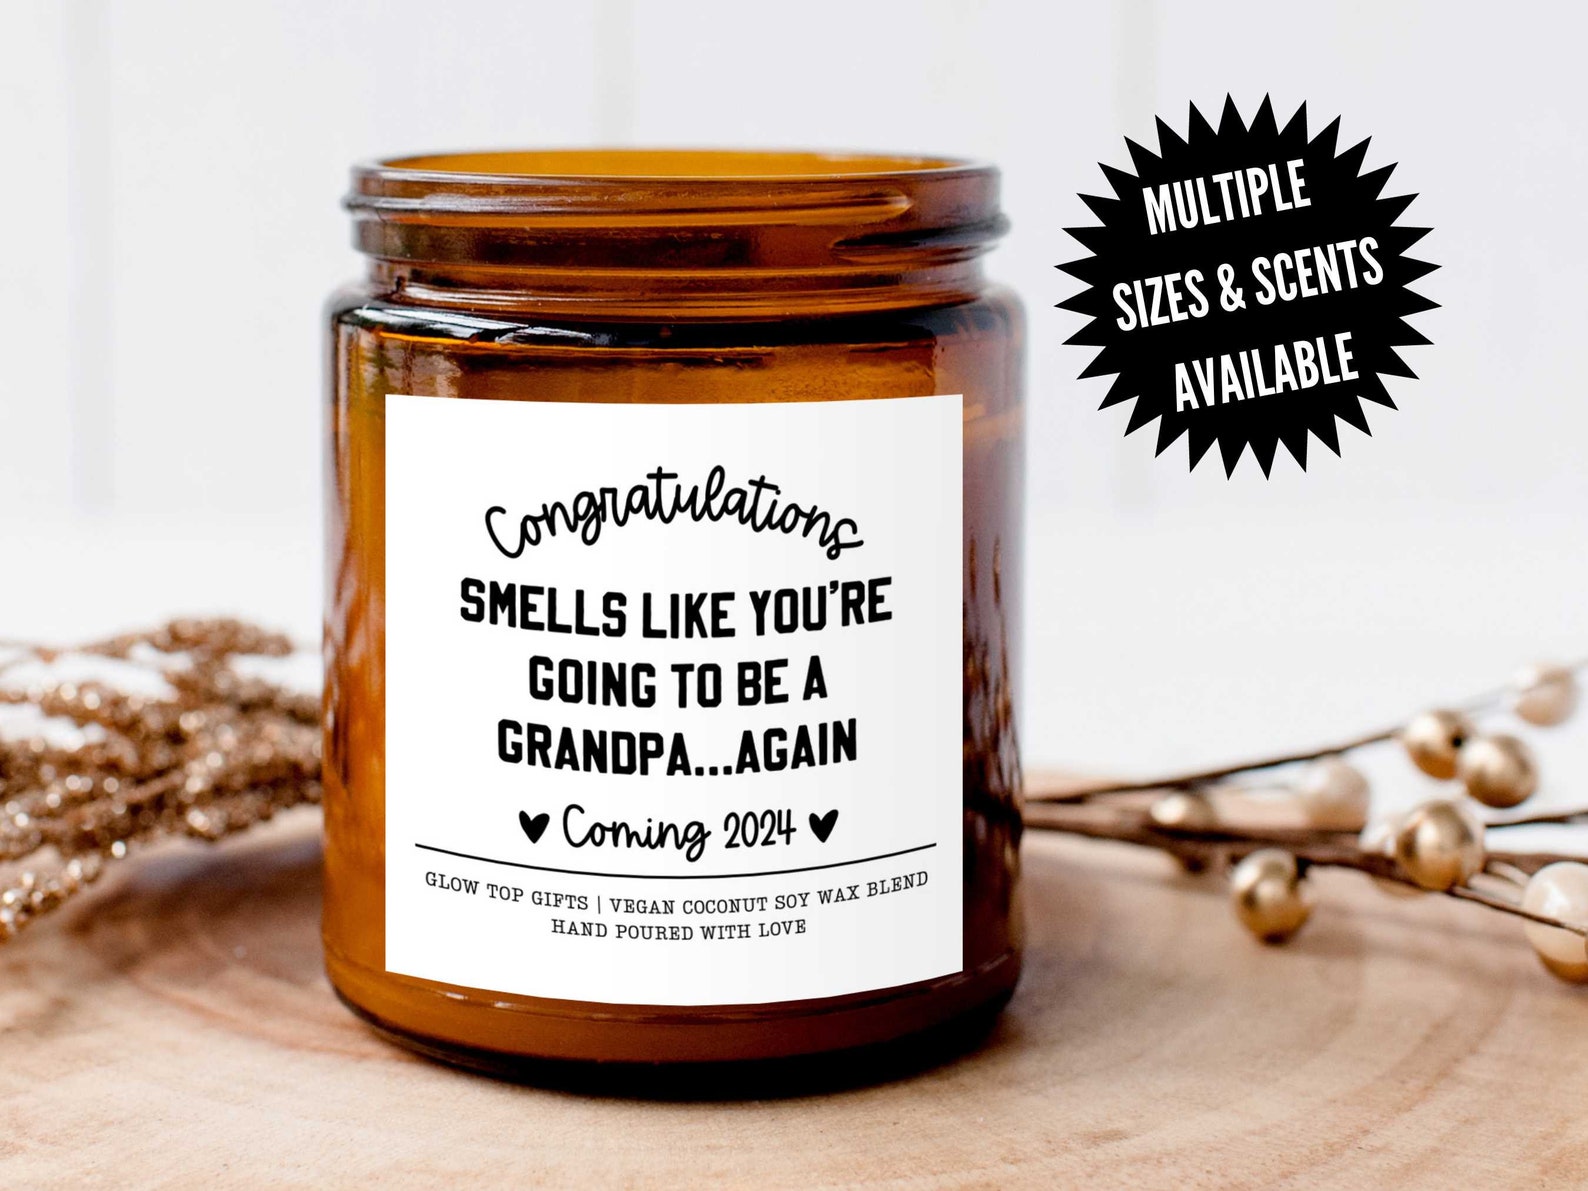 Congratulations
SMELLS LIKE YOU'RE
GOING TO BE A
GRANDPA...AGAIN
Coming 2024
GLOW TOP GIFTS | VEGAN COCONUT SOY WAX BLEND
HAND POURED WITH LOVE
MULTIPLE
SIZES & SCENTS
AVAILABLE